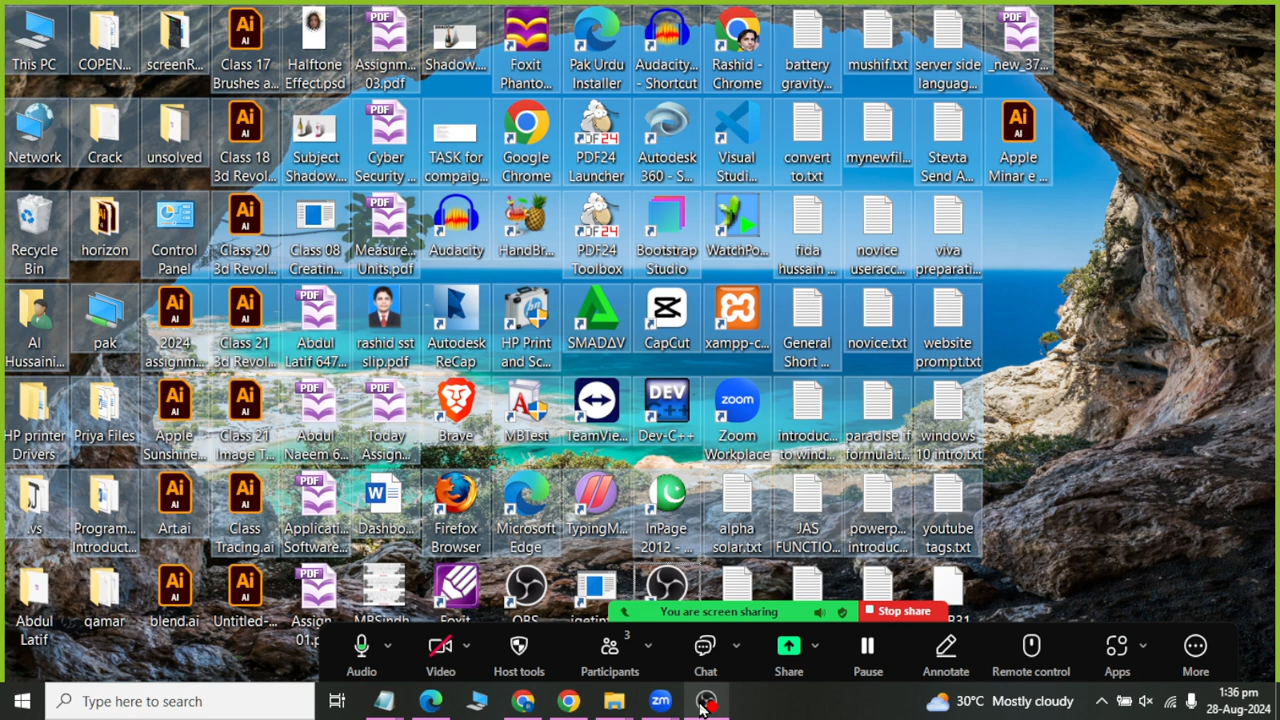 This PC
COPEN...
screenR...
Class 17
Brushes a...
Halftone
Effect.psd
Assignm...
03.pdf
Shadow....
Foxit
Phanto...
Pak Urdu
Installer
Audacity...
- Shortcut
Rashid -
Chrome
battery
gravity...
mushif.txt
server side
languag...
_new_37...
Network
Crack
unsolved
Class 18
3d Revol...
Subject
Shadow....
Cyber
Security ...
TASK for
compaig...
Google
Chrome
PDF24
Launcher
Autodesk
360 - S...
Visual
Studi...
convert
to.txt
mynewfil...
Stevta
Send A...
Apple
Minar e ...
Recycle
Bin
horizon
Control
Panel
Class 20
3d Revol...
Class 08
Creatin...
Measure...
Units.pdf
Audacity
HandBr...
PDF24
Toolbox
Bootstrap
Studio
WatchPo...
fida
hussain ...
novice
useracc...
viva
preparati...
Al
Hussaini...
pak
2024
assignm...
Class 21
3d Revol...
Abdul
Latif 647...
rashid sst
slip.pdf
Autodesk
ReCap
HP Print
and Sc...
SMADΔV
CapCut
xampp-c...
General
Short ...
novice.txt
website
prompt.txt
HP printer
Drivers
Priya Files
Apple
Sunshine...
Class 21
Image T...
Abdul
Naeem 6...
Today
Assign...
Brave
MBTest
TeamVie...
Dev-C++
Zoom
Workplace
introduc...
to wind...
paradise f
formula.t...
windows
10 intro.txt
.vs
Program...
Introduct...
Art.ai
Class
Tracing.ai
Applicati...
Software...
Dashbo...
Firefox
Browser
Microsoft
Edge
TypingM...
InPage
2012 - ...
alpha
solar.txt
JAS
FUNCTIO...
powerp...
introduc...
youtube
tags.txt
Abdul
Latif
qamar
blend.ai
Untitled-...
Assign
01.p
MBSindh
Foxit
OBS
igetin
B31
You are screen sharing
Stop share
Audio
Video
Host tools
Participants
3
Chat
Share
Pause
Annotate
Remote control
Apps
More
Type here to search
30°C Mostly cloudy
1:36 pm
28-Aug-2024